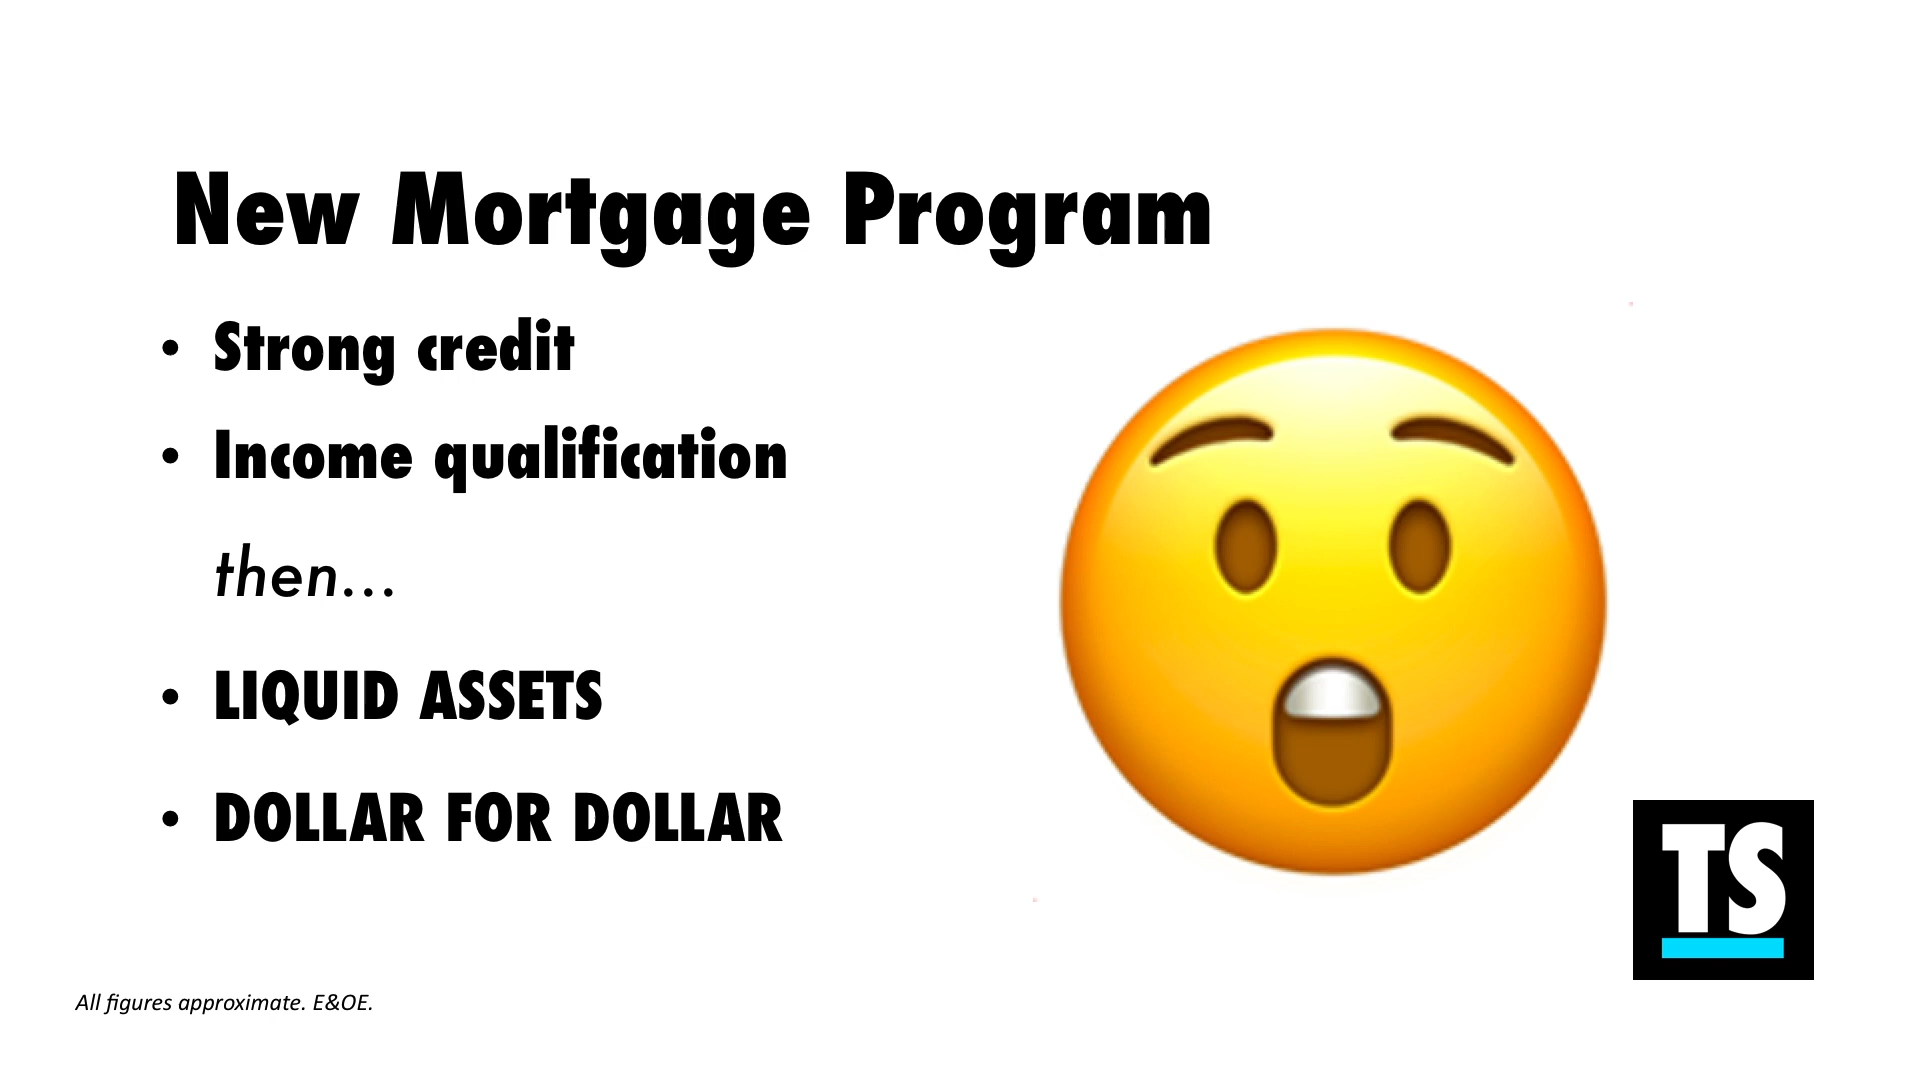 New Mortgage Program
• Strong credit
• Income qualification
then...
• LIQUID ASSETS
• DOLLAR FOR DOLLAR
TS
All figures approximate. E&OE.